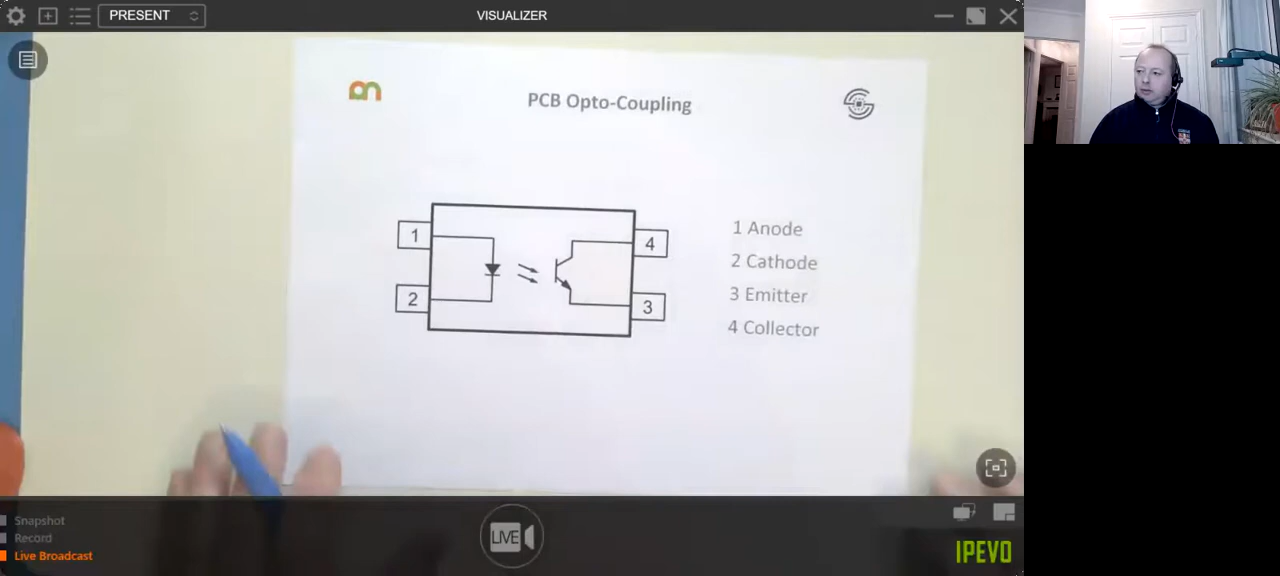 PRESENT
VISUALIZER
PCB Opto-Coupling
1
4
2
3
1 Anode
2 Cathode
3 Emitter
4 Collector
Snapshot
Record
Live Broadcast
LIVE
IPEVO